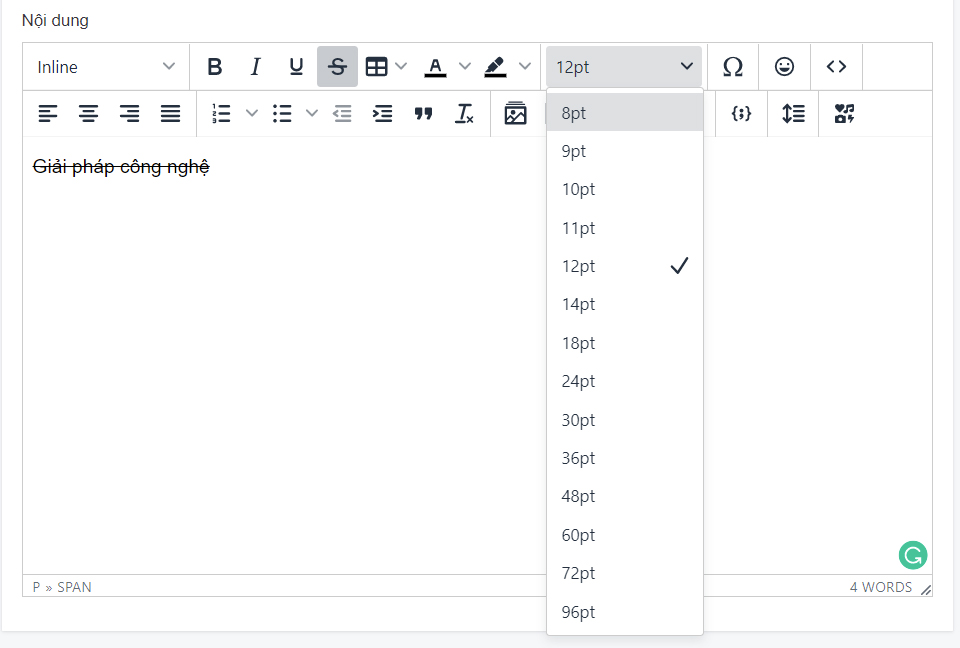 Nội dung
Inline
12pt
Giải pháp công nghệ
8pt
9pt
10pt
11pt
12pt
14pt
18pt
24pt
30pt
36pt
48pt
60pt
72pt
96pt
P » SPAN
4 WORDS